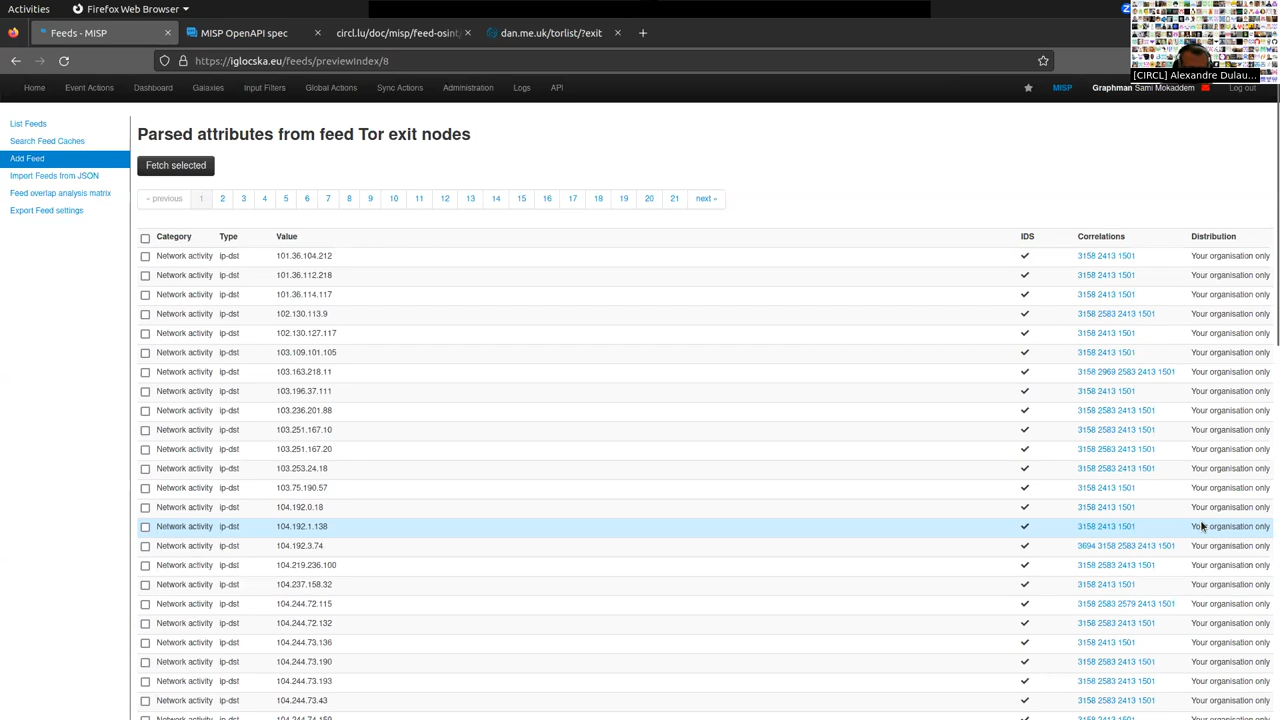 Activities
Firefox Web Browser
Feeds - MISP
MISP OpenAPI spec
dan.me.uk/torlist/?exit
https://iglocska.eu/feeds/previewIndex/8
[CIRCL] Alexandre Dulau...
Home Event Actions Dashboard Galaxies Input Filters Global Actions Sync Actions Administration Logs API
MISP Graphman Sami Mokaddem Log out
List Feeds
Search Feed Caches
Add Feed
Import Feeds from JSON
Feed overlap analysis matrix
Export Feed settings
Parsed attributes from feed Tor exit nodes
Fetch selected
« previous 1 2 3 4 5 6 7 8 9 10 11 12 13 14 15 16 17 18 19 20 21 next »
Category Type Value IDS Correlations Distribution
Network activity ip-dst 101.36.104.212 3158 2413 1501 Your organisation only
Network activity ip-dst 101.36.112.218 3158 2413 1501 Your organisation only
Network activity ip-dst 101.36.114.117 3158 2413 1501 Your organisation only
Network activity ip-dst 102.130.113.9 3158 2583 2413 1501 Your organisation only
Network activity ip-dst 102.130.127.117 3158 2413 1501 Your organisation only
Network activity ip-dst 103.109.101.105 3158 2413 1501 Your organisation only
Network activity ip-dst 103.163.218.11 3158 2969 2583 2413 1501 Your organisation only
Network activity ip-dst 103.196.37.111 3158 2413 1501 Your organisation only
Network activity ip-dst 103.236.201.88 3158 2583 2413 1501 Your organisation only
Network activity ip-dst 103.251.167.10 3158 2583 2413 1501 Your organisation only
Network activity ip-dst 103.251.167.20 3158 2583 2413 1501 Your organisation only
Network activity ip-dst 103.253.24.18 3158 2583 2413 1501 Your organisation only
Network activity ip-dst 103.75.190.57 3158 2413 1501 Your organisation only
Network activity ip-dst 104.192.0.18 3158 2413 1501 Your organisation only
Network activity ip-dst 104.192.1.138 3158 2413 1501 Your organisation only
Network activity ip-dst 104.192.3.74 3694 3158 2583 2413 1501 Your organisation only
Network activity ip-dst 104.219.236.100 3158 2583 2413 1501 Your organisation only
Network activity ip-dst 104.237.158.32 3158 2413 1501 Your organisation only
Network activity ip-dst 104.244.72.115 3158 2583 2579 2413 1501 Your organisation only
Network activity ip-dst 104.244.72.132 3158 2583 2413 1501 Your organisation only
Network activity ip-dst 104.244.73.136 3158 2413 1501 Your organisation only
Network activity ip-dst 104.244.73.190 3158 2583 2413 1501 Your organisation only
Network activity ip-dst 104.244.73.193 3158 2583 2413 1501 Your organisation only
Network activity ip-dst 104.244.73.43 3158 2583 2413 1501 Your organisation only
Network activity ip-dst 104.244.74.159 3158 2413 1501 Your organisation only